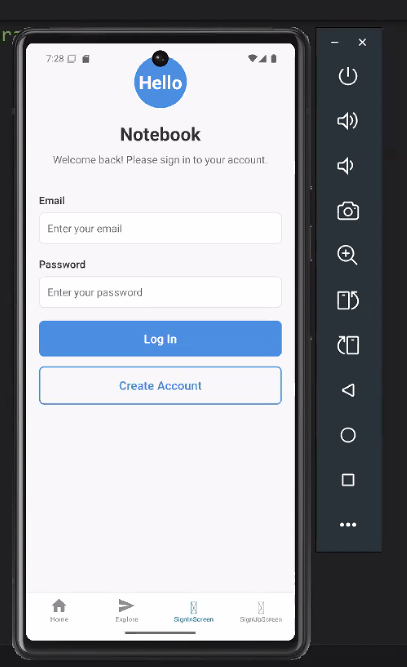 7:28
Hello
Notebook
Welcome back! Please sign in to your account.
Email
Enter your email
Password
Enter your password
Log In
Create Account
Home
Explore
SignInScreen
SignUpScreen